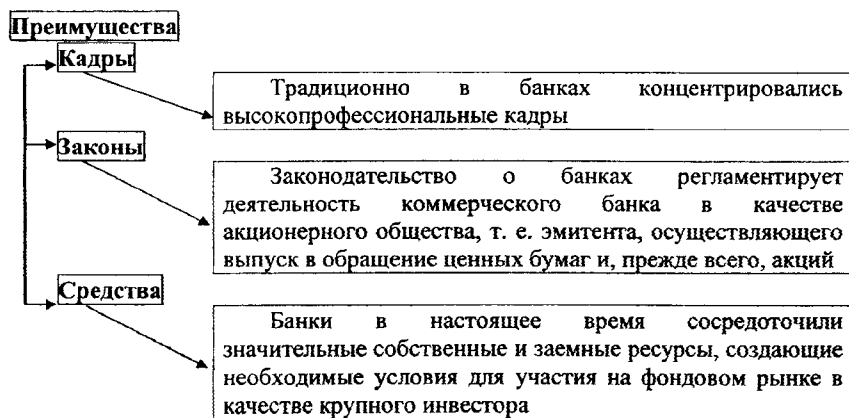 Преимущества
Кадры
Традиционно в банках концентрировались
высокопрофессиональные кадры
Законы
Законодательство о банках регламентирует
деятельность коммерческого банка в качестве
акционерного общества, т. е. эмитента, осуществляющего
выпуск в обращение ценных бумаг и, прежде всего, акций
Средства
Банки в настоящее время сосредоточили
значительные собственные и заемные ресурсы, создающие
необходимые условия для участия на фондовом рынке в
качестве крупного инвестора